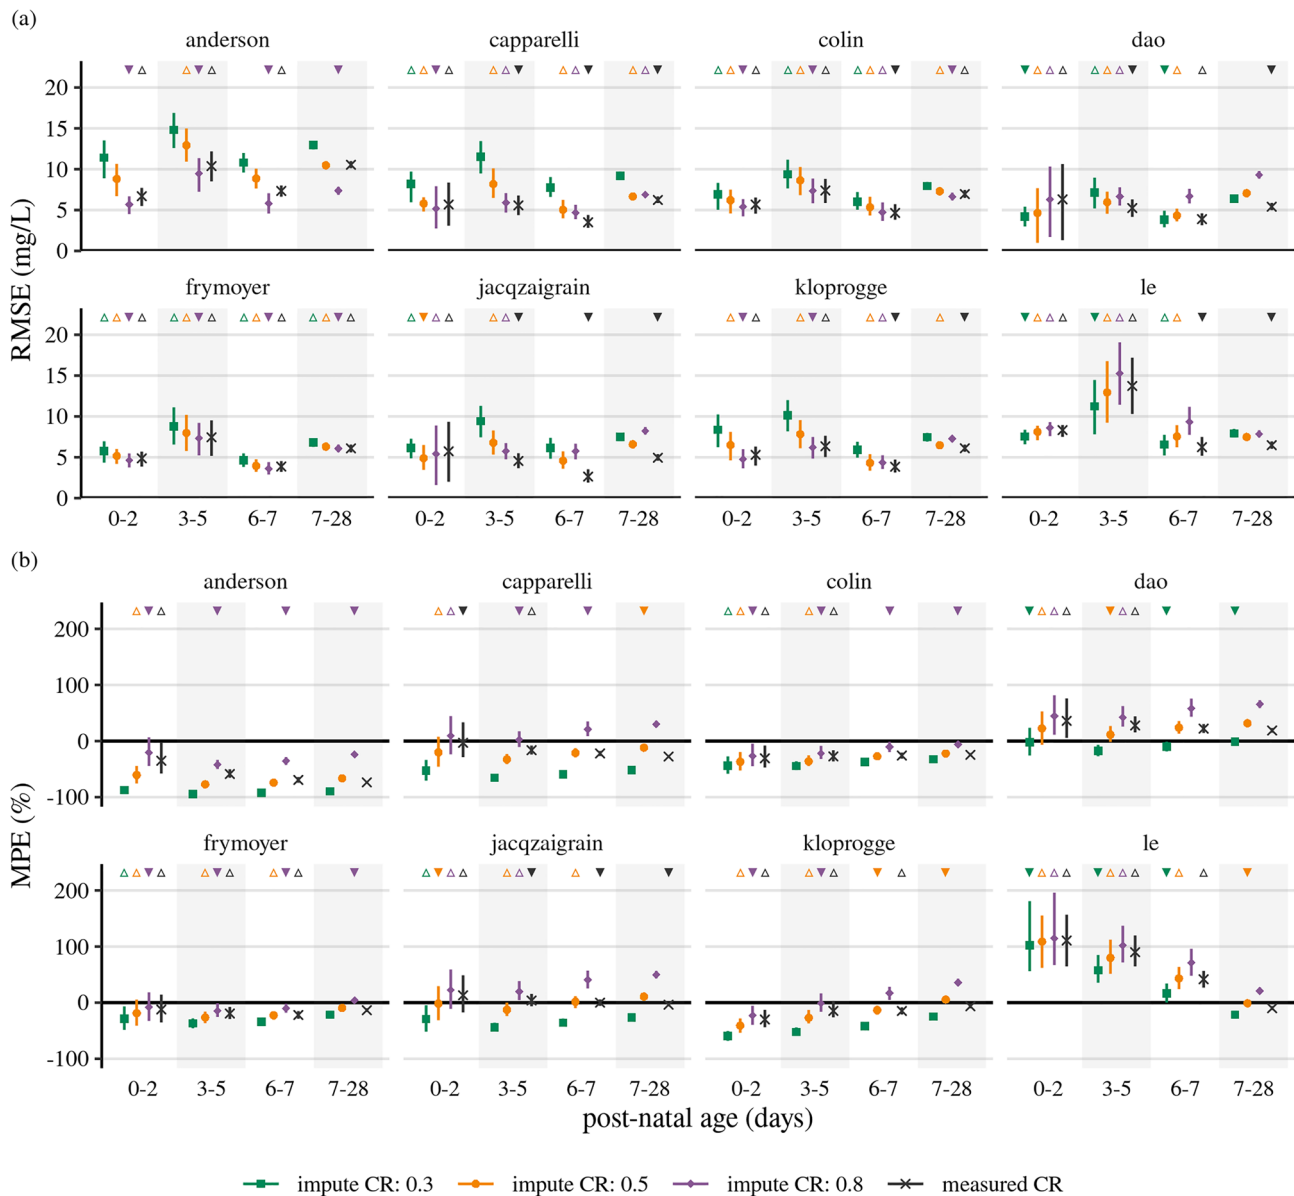 (a)
anderson capparelli colin dao
20
15
10
5
0
RMSE (mg/L)
frymoyer jacqzaigrain kloprogge le
20
15
10
5
0
0-2 3-5 6-7 7-28 0-2 3-5 6-7 7-28 0-2 3-5 6-7 7-28 0-2 3-5 6-7 7-28
(b)
anderson capparelli colin dao
200
100
0
-100
MPE (%)
frymoyer jacqzaigrain kloprogge le
200
100
0
-100
0-2 3-5 6-7 7-28 0-2 3-5 6-7 7-28 0-2 3-5 6-7 7-28 0-2 3-5 6-7 7-28
post-natal age (days)
impute CR: 0.3 impute CR: 0.5 impute CR: 0.8 measured CR